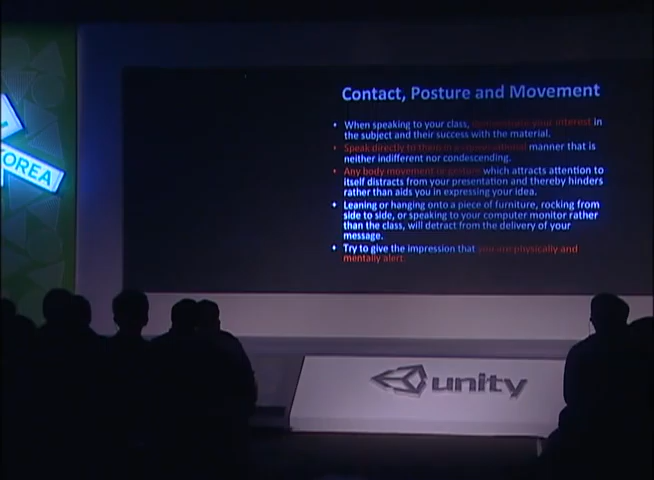 Contact, Posture and Movement
• When speaking to your class, demonstrate your interest in
the subject and their success with the material.
• Speak directly to them in a conversational manner that is
neither indifferent nor condescending.
• Any body movement or gesture which attracts attention to
itself distracts from your presentation and thereby hinders
rather than aids you in expressing your idea.
• Leaning or hanging onto a piece of furniture, rocking from
side to side, or speaking to your computer monitor rather
than the class, will detract from the delivery of your
message.
• Try to give the impression that you are physically and
mentally alert.
KOREA
unity